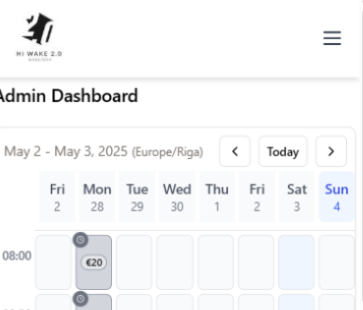 HI WAKE 2.0
Admin Dashboard
May 2 - May 3, 2025 (Europe/Riga)
Today
Fri Mon Tue Wed Thu Fri Sat Sun
2 28 29 30 1 2 3 4
08:00
€20